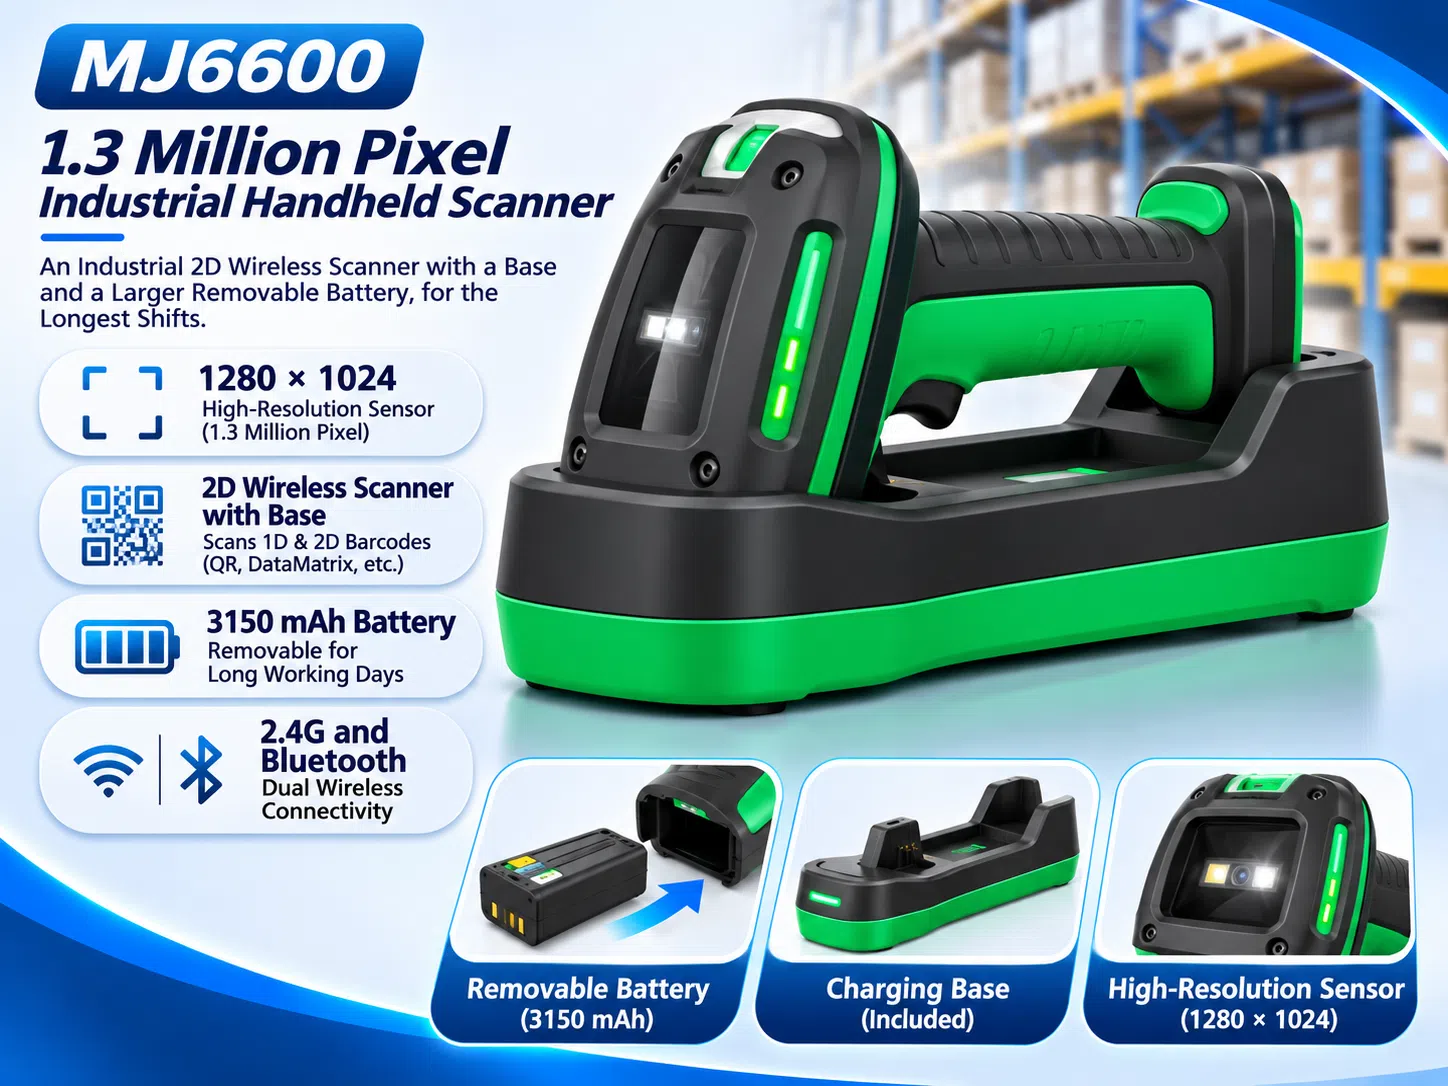 MJ6600
1.3 Million Pixel
Industrial Handheld Scanner
An Industrial 2D Wireless Scanner with a Base
and a Larger Removable Battery, for the
Longest Shifts.
1280 × 1024
High-Resolution Sensor
(1.3 Million Pixel)
2D Wireless Scanner
with Base
Scans 1D & 2D Barcodes
(QR, DataMatrix, etc.)
3150 mAh Battery
Removable for
Long Working Days
2.4G and
Bluetooth
Dual Wireless
Connectivity
Removable Battery
(3150 mAh)
Charging Base
(Included)
High-Resolution Sensor
(1280 × 1024)